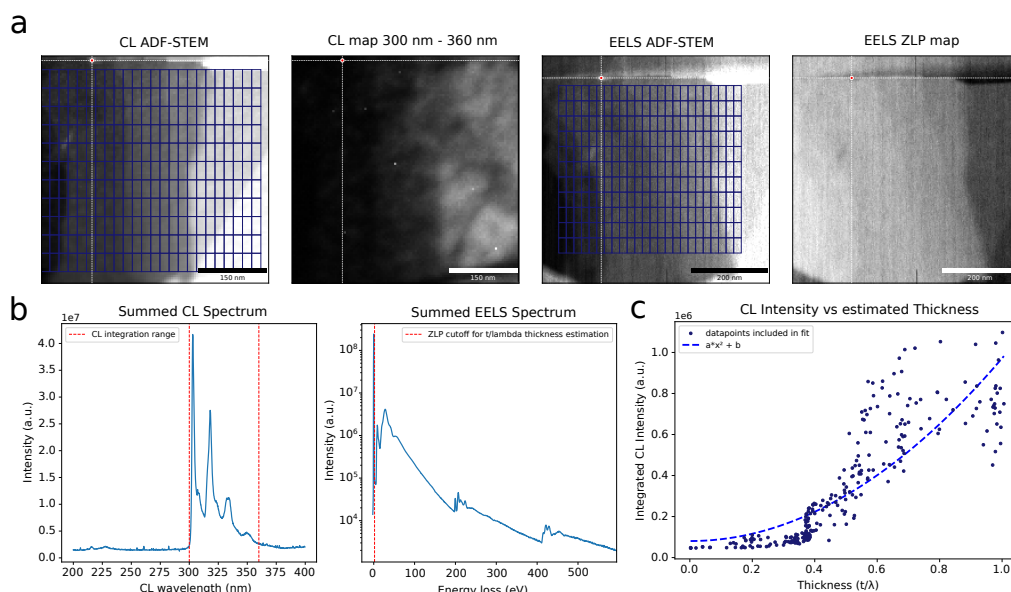 a
CL ADF-STEM
CL map 300 nm - 360 nm
EELS ADF-STEM
EELS ZLP map
150 nm
150 nm
200 nm
200 nm
b
Summed CL Spectrum
1e7
CL integration range
Intensity (a.u.)
4.0
3.5
3.0
2.5
2.0
1.5
1.0
0.5
0.0
200 225 250 275 300 325 350 375 400
CL wavelength (nm)
Summed EELS Spectrum
ZLP cutoff for t/lambda thickness estimation
Intensity (a.u.)
10⁸
10⁷
10⁶
10⁵
10⁴
0 200 400
Energy loss (eV)
c
CL Intensity vs estimated Thickness
1e6
datapoints included in fit
a*x² + b
Integrated CL Intensity (a.u.)
1.0
0.8
0.6
0.4
0.2
0.0
0.0 0.2 0.4 0.6 0.8 1.0
Thickness (t/λ)